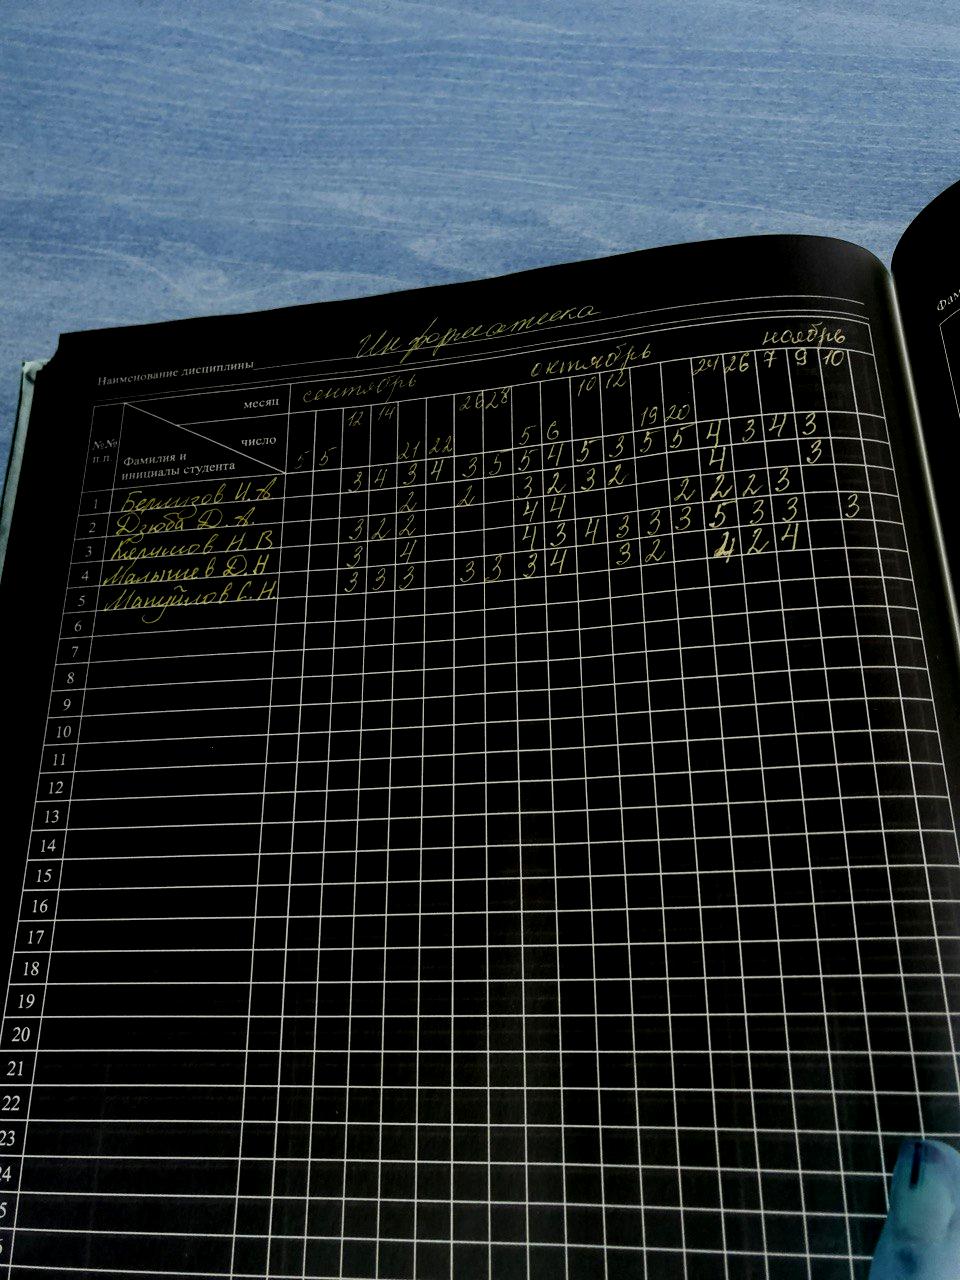 Наименование дисциплины Информатика
месяц сентябрь октябрь ноябрь
число 5 5 12 14 21 22 26 28 5 6 10 12 19 20 24 26 7 9 10
№№ п.п.
Фамилия и
инициалы студента
1 Бермизов И.А 3 4 3 4 3 5 5 4 5 3 5 5 4 3 4 3
2 Дзюба Д.А. 2 2 3 2 3 2 4 3
3 Келимов Н.В 3 2 2 4 4 2 2 2 3
4 Малышев Д.Н 3 4 4 3 4 3 3 3 5 3 3 3
5 Мануйлов С.Н. 3 3 3 3 3 3 4 3 2 4 2 4
6
7
8
9
10
11
12
13
14
15
16
17
18
19
20
21
22
23
24
Фам